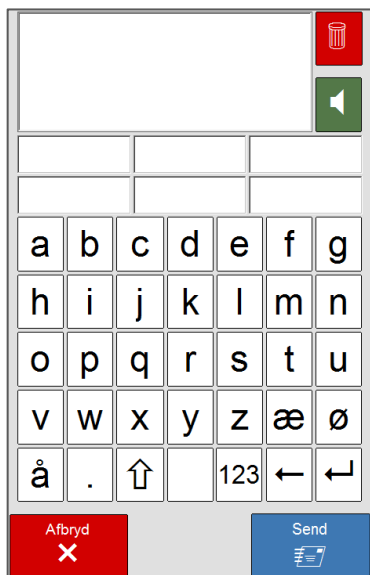 a b c d e f g
h i j k l m n
o p q r s t u
v w x y z æ ø
å . ⇧ 123 ← ↵
Afbryd Send